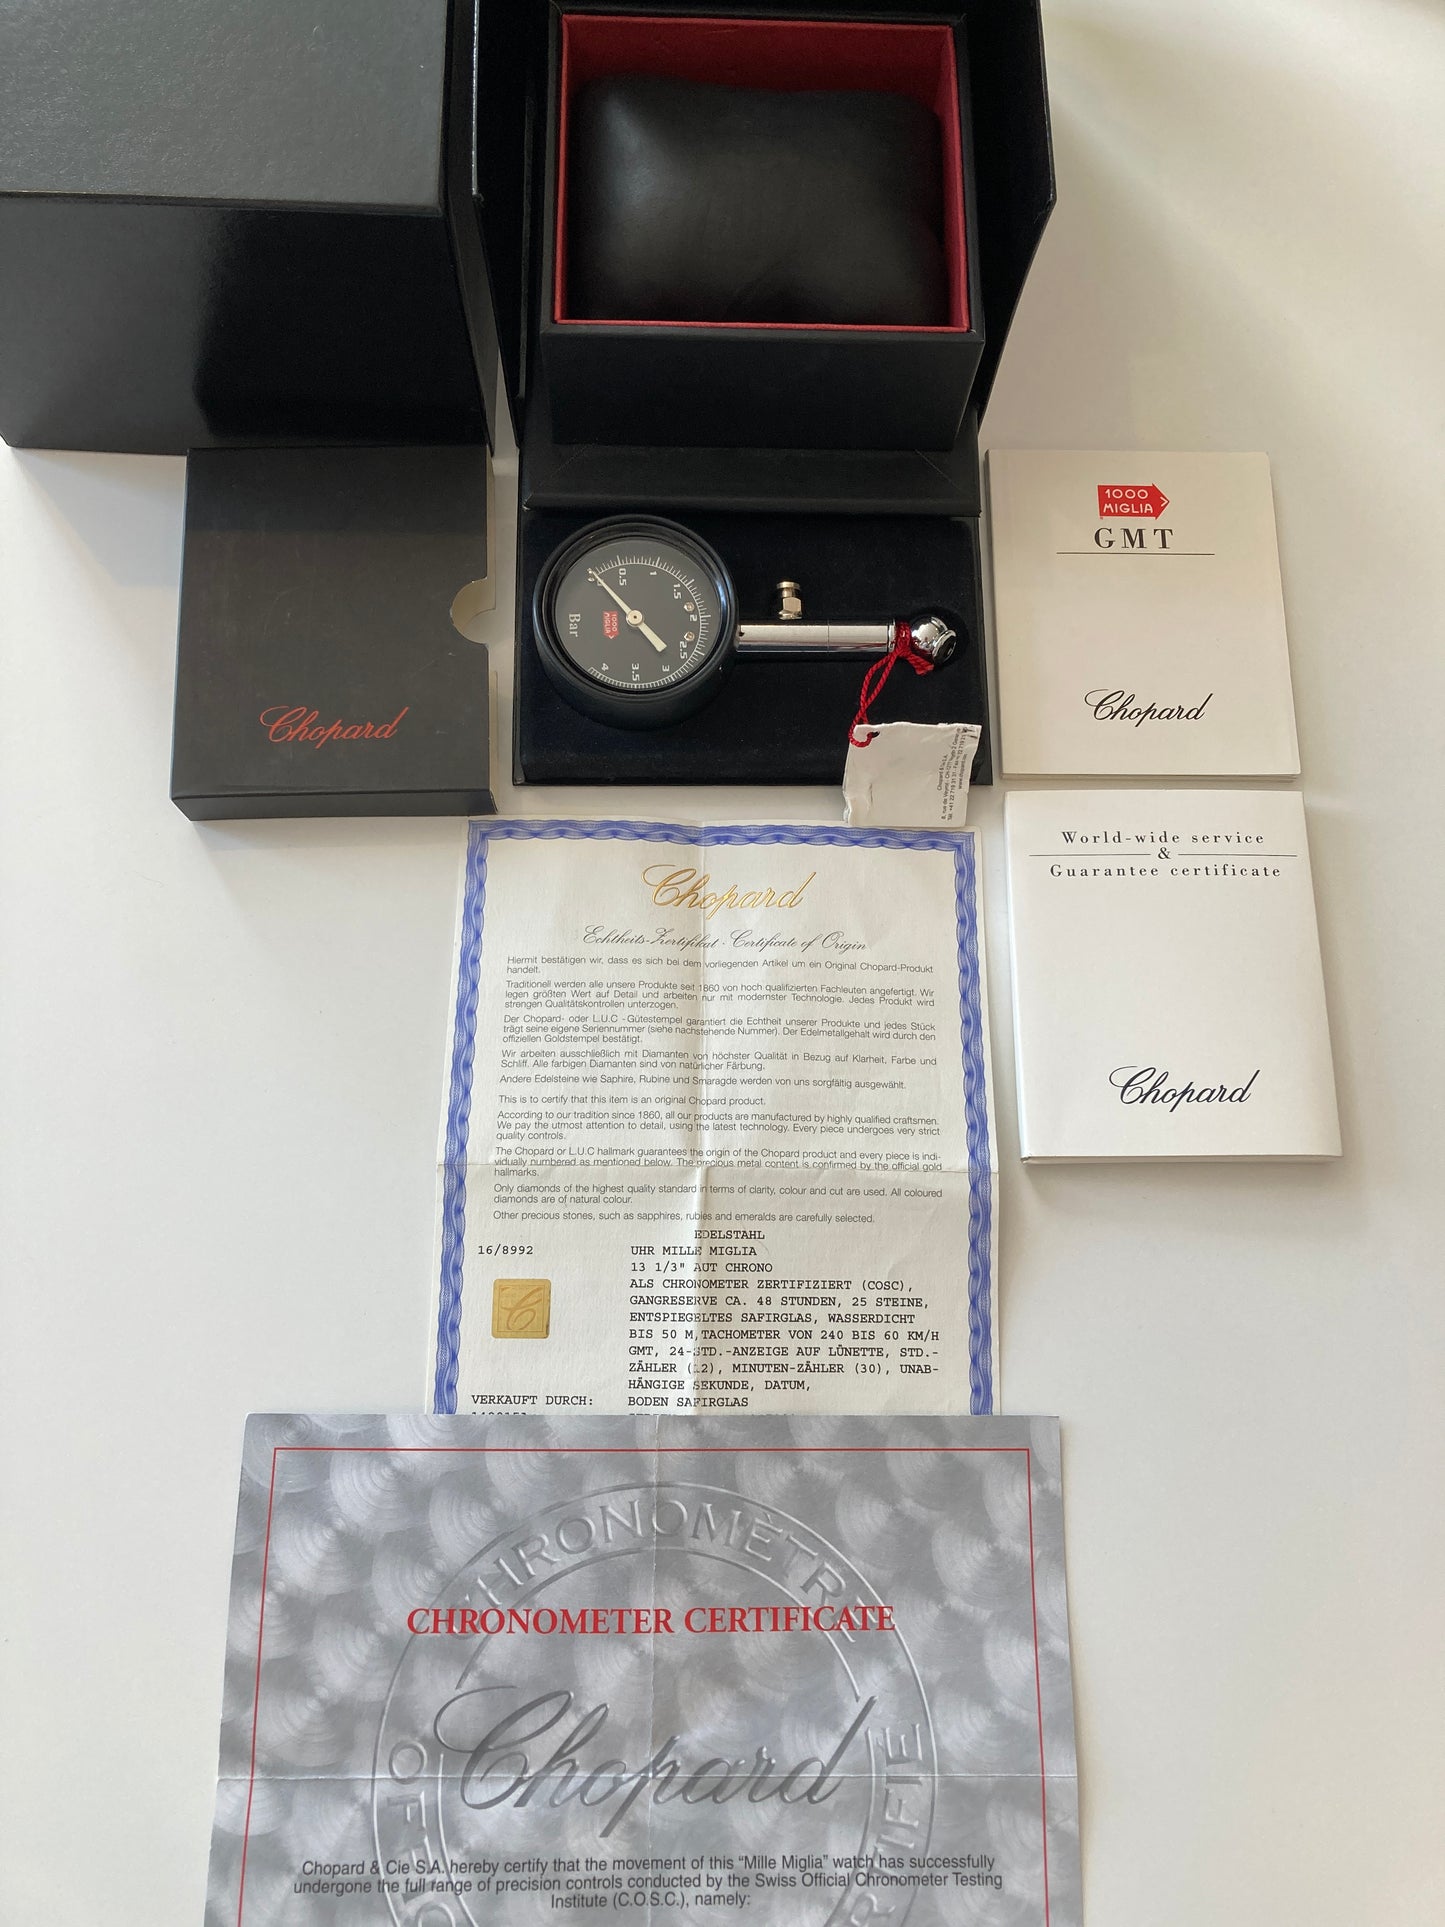 Chopard
0.5
1
1.5
2
2.5
3
3.5
4
1000
MIGLIA
Bar
1000
MIGLIA
GMT
Chopard
World-wide service
&
Guarantee certificate
Chopard
Chopard
Echtheits-Zertifikat · Certificate of Origin
Hiermit bestätigen wir, dass es sich bei dem vorliegenden Artikel um ein Original Chopard-Produkt
handelt.
Traditionell werden alle unsere Produkte seit 1860 von hoch qualifizierten Fachleuten angefertigt. Wir
legen größten Wert auf Detail und arbeiten nur mit modernster Technologie. Jedes Produkt wird
strengen Qualitätskontrollen unterzogen.
Der Chopard- oder L.U.C -Gütestempel garantiert die Echtheit unserer Produkte und jedes Stück
trägt seine eigene Seriennummer (siehe nachstehende Nummer). Der Edelmetallgehalt wird durch den
offiziellen Goldstempel bestätigt.
Wir arbeiten ausschließlich mit Diamanten von höchster Qualität in Bezug auf Klarheit, Farbe und
Schliff. Alle farbigen Diamanten sind von natürlicher Färbung.
Andere Edelsteine wie Saphire, Rubine und Smaragde werden von uns sorgfältig ausgewählt.
This is to certify that this item is an original Chopard product.
According to our tradition since 1860, all our products are manufactured by highly qualified craftsmen.
We pay the utmost attention to detail, using the latest technology. Every piece undergoes very strict
quality controls.
The Chopard or L.U.C hallmark guarantees the origin of the Chopard product and every piece is indi-
vidually numbered as mentioned below. The precious metal content is confirmed by the official gold
hallmarks.
Only diamonds of the highest quality standard in terms of clarity, colour and cut are used. All coloured
diamonds are of natural colour.
Other precious stones, such as sapphires, rubies and emeralds are carefully selected.
EDELSTAHL
16/8992 UHR MILLE MIGLIA
13 1/3" AUT CHRONO
ALS CHRONOMETER ZERTIFIZIERT (COSC),
GANGRESERVE CA. 48 STUNDEN, 25 STEINE,
ENTSPIEGELTES SAFIRGLAS, WASSERDICHT
BIS 50 M, TACHOMETER VON 240 BIS 60 KM/H
GMT, 24-STD.-ANZEIGE AUF LÜNETTE, STD.-
ZÄHLER (12), MINUTEN-ZÄHLER (30), UNAB-
HÄNGIGE SEKUNDE, DATUM,
VERKAUFT DURCH: BODEN SAFIRGLAS
CHRONOMÈTRE
CHRONOMETER CERTIFICATE
Chopard
Chopard & Cie S.A. hereby certify that the movement of this “Mille Miglia” watch has successfully
undergone the full range of precision controls conducted by the Swiss Official Chronometer Testing
Institute (C.O.S.C.), namely: